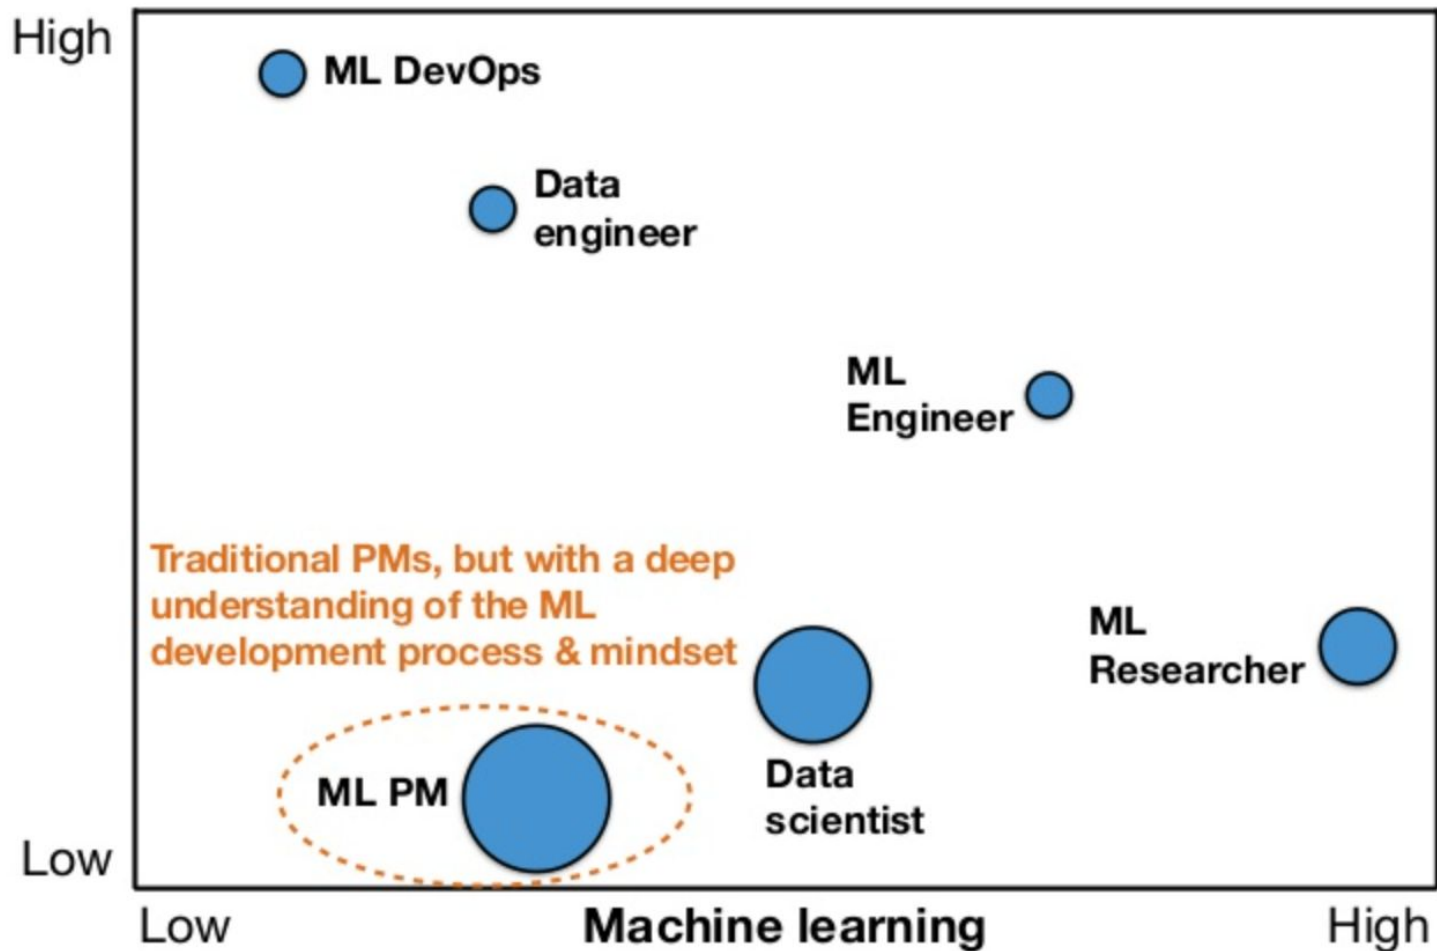 High
ML DevOps
Data
engineer
ML
Engineer
Traditional PMs, but with a deep
understanding of the ML
development process & mindset
ML
Researcher
ML PM
Data
scientist
Low
Low
Machine learning
High